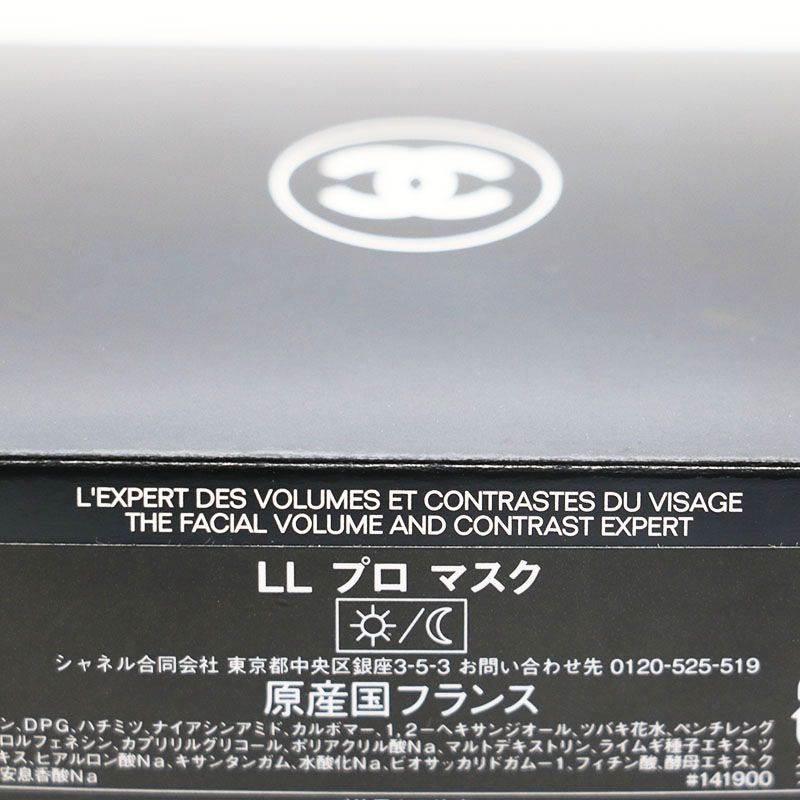 L'EXPERT DES VOLUMES ET CONTRASTES DU VISAGE
THE FACIAL VOLUME AND CONTRAST EXPERT
LL プロ マスク
シャネル合同会社 東京都中央区銀座3-5-3 お問い合わせ先 0120-525-519
原産国フランス
ン、DPG、ハチミツ、ナイアシンアミド、カルボマー、1,2-ヘキサンジオール、ツバキ花水、ペンチレング
ロルフェネシン、カプリリルグリコール、ポリアクリル酸Na、マルトデキストリン、ライムギ種子エキス、ツ
キス、ヒアルロン酸Na、キサンタンガム、水酸化Na、ビオサッカリドガム-1、フィチン酸、酵母エキス、ク
安息香酸Na #141900